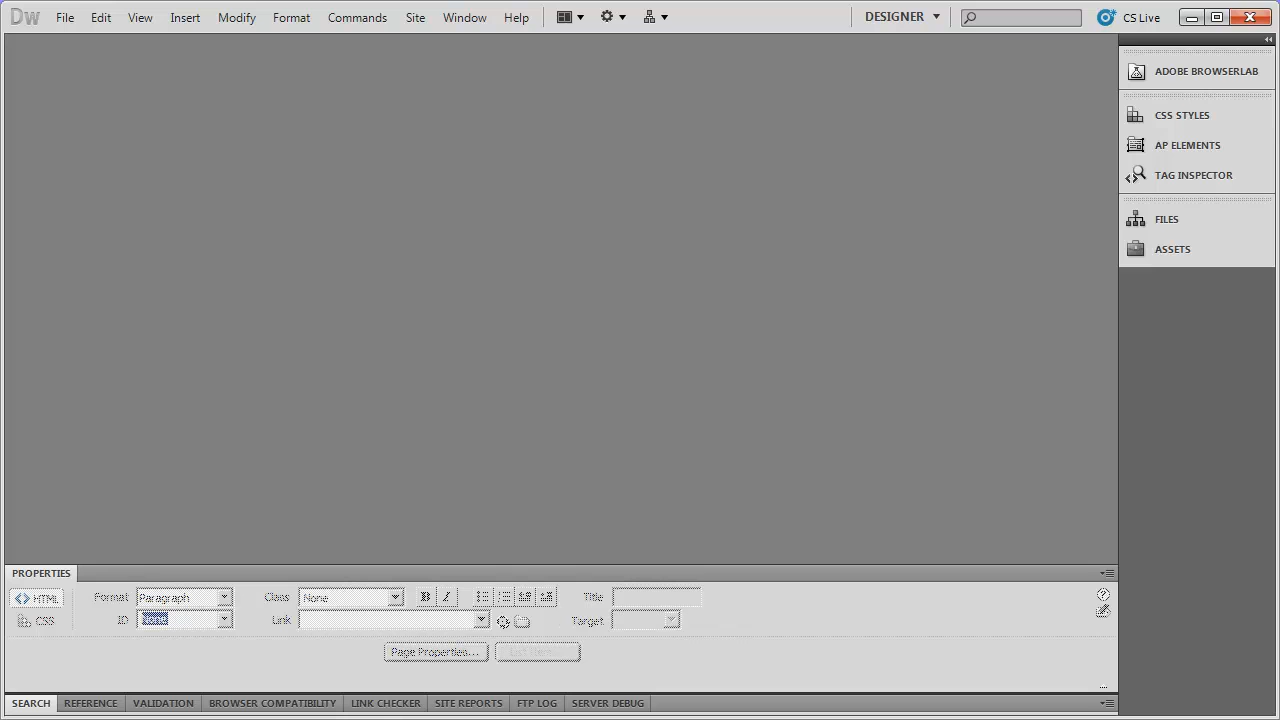 Dw File Edit View Insert Modify Format Commands Site Window Help DESIGNER CS Live
ADOBE BROWSERLAB
CSS STYLES
AP ELEMENTS
TAG INSPECTOR
FILES
ASSETS
PROPERTIES
HTML Format Paragraph Class None B I Title
CSS ID Link Target
Page Properties... List Item...
SEARCH REFERENCE VALIDATION BROWSER COMPATIBILITY LINK CHECKER SITE REPORTS FTP LOG SERVER DEBUG